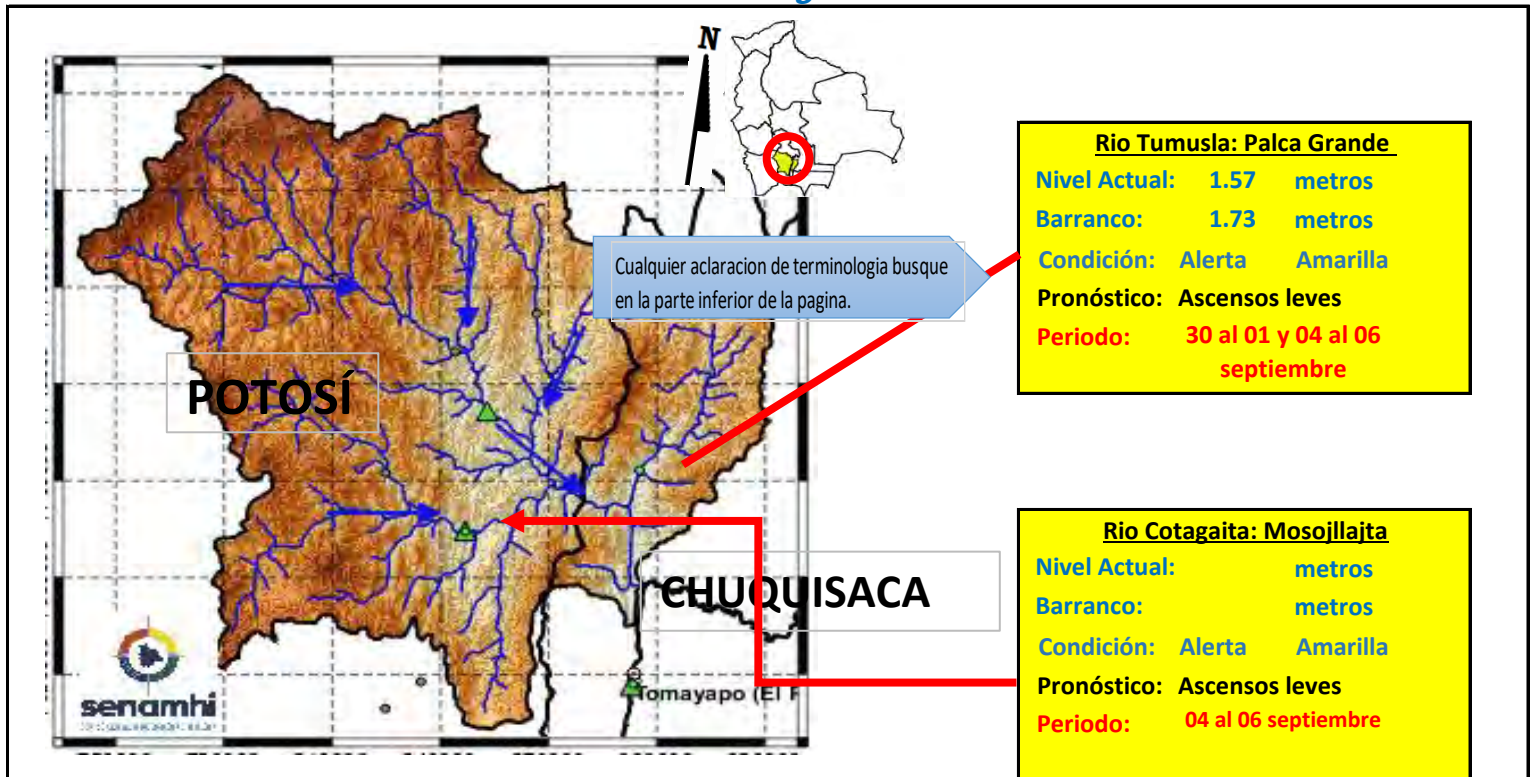 N
Cualquier aclaracion de terminologia busque
en la parte inferior de la pagina.
POTOSÍ
CHUQUISACA
Tomayapo (El
senamhi
Rio Tumusla: Palca Grande
Nivel Actual: 1.57 metros
Barranco: 1.73 metros
Condición: Alerta Amarilla
Pronóstico: Ascensos leves
Periodo: 30 al 01 y 04 al 06
septiembre
Rio Cotagaita: Mosojllajta
Nivel Actual: metros
Barranco: metros
Condición: Alerta Amarilla
Pronóstico: Ascensos leves
Periodo: 04 al 06 septiembre